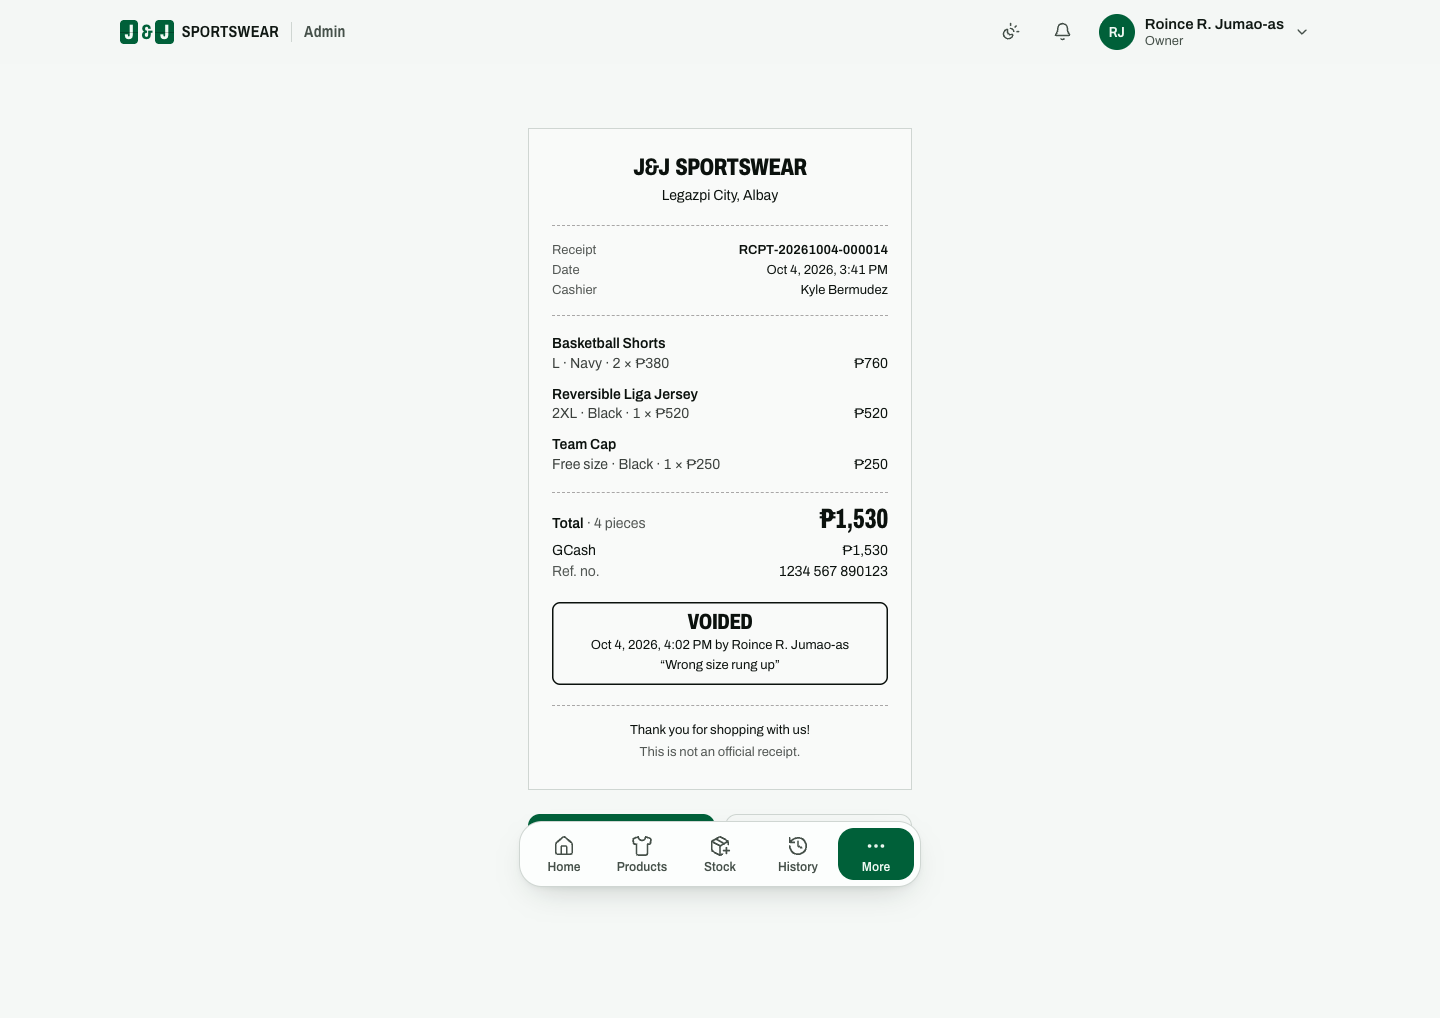 J&J SPORTSWEAR
Admin
RJ
Roince R. Jumao-as
Owner
J&J SPORTSWEAR
Legazpi City, Albay
Receipt RCPT-20261004-000014
Date Oct 4, 2026, 3:41 PM
Cashier Kyle Bermudez
Basketball Shorts
L · Navy · 2 × ₱380 ₱760
Reversible Liga Jersey
2XL · Black · 1 × ₱520 ₱520
Team Cap
Free size · Black · 1 × ₱250 ₱250
Total · 4 pieces ₱1,530
GCash ₱1,530
Ref. no. 1234 567 890123
VOIDED
Oct 4, 2026, 4:02 PM by Roince R. Jumao-as
“Wrong size rung up”
Thank you for shopping with us!
This is not an official receipt.
Home Products Stock History More